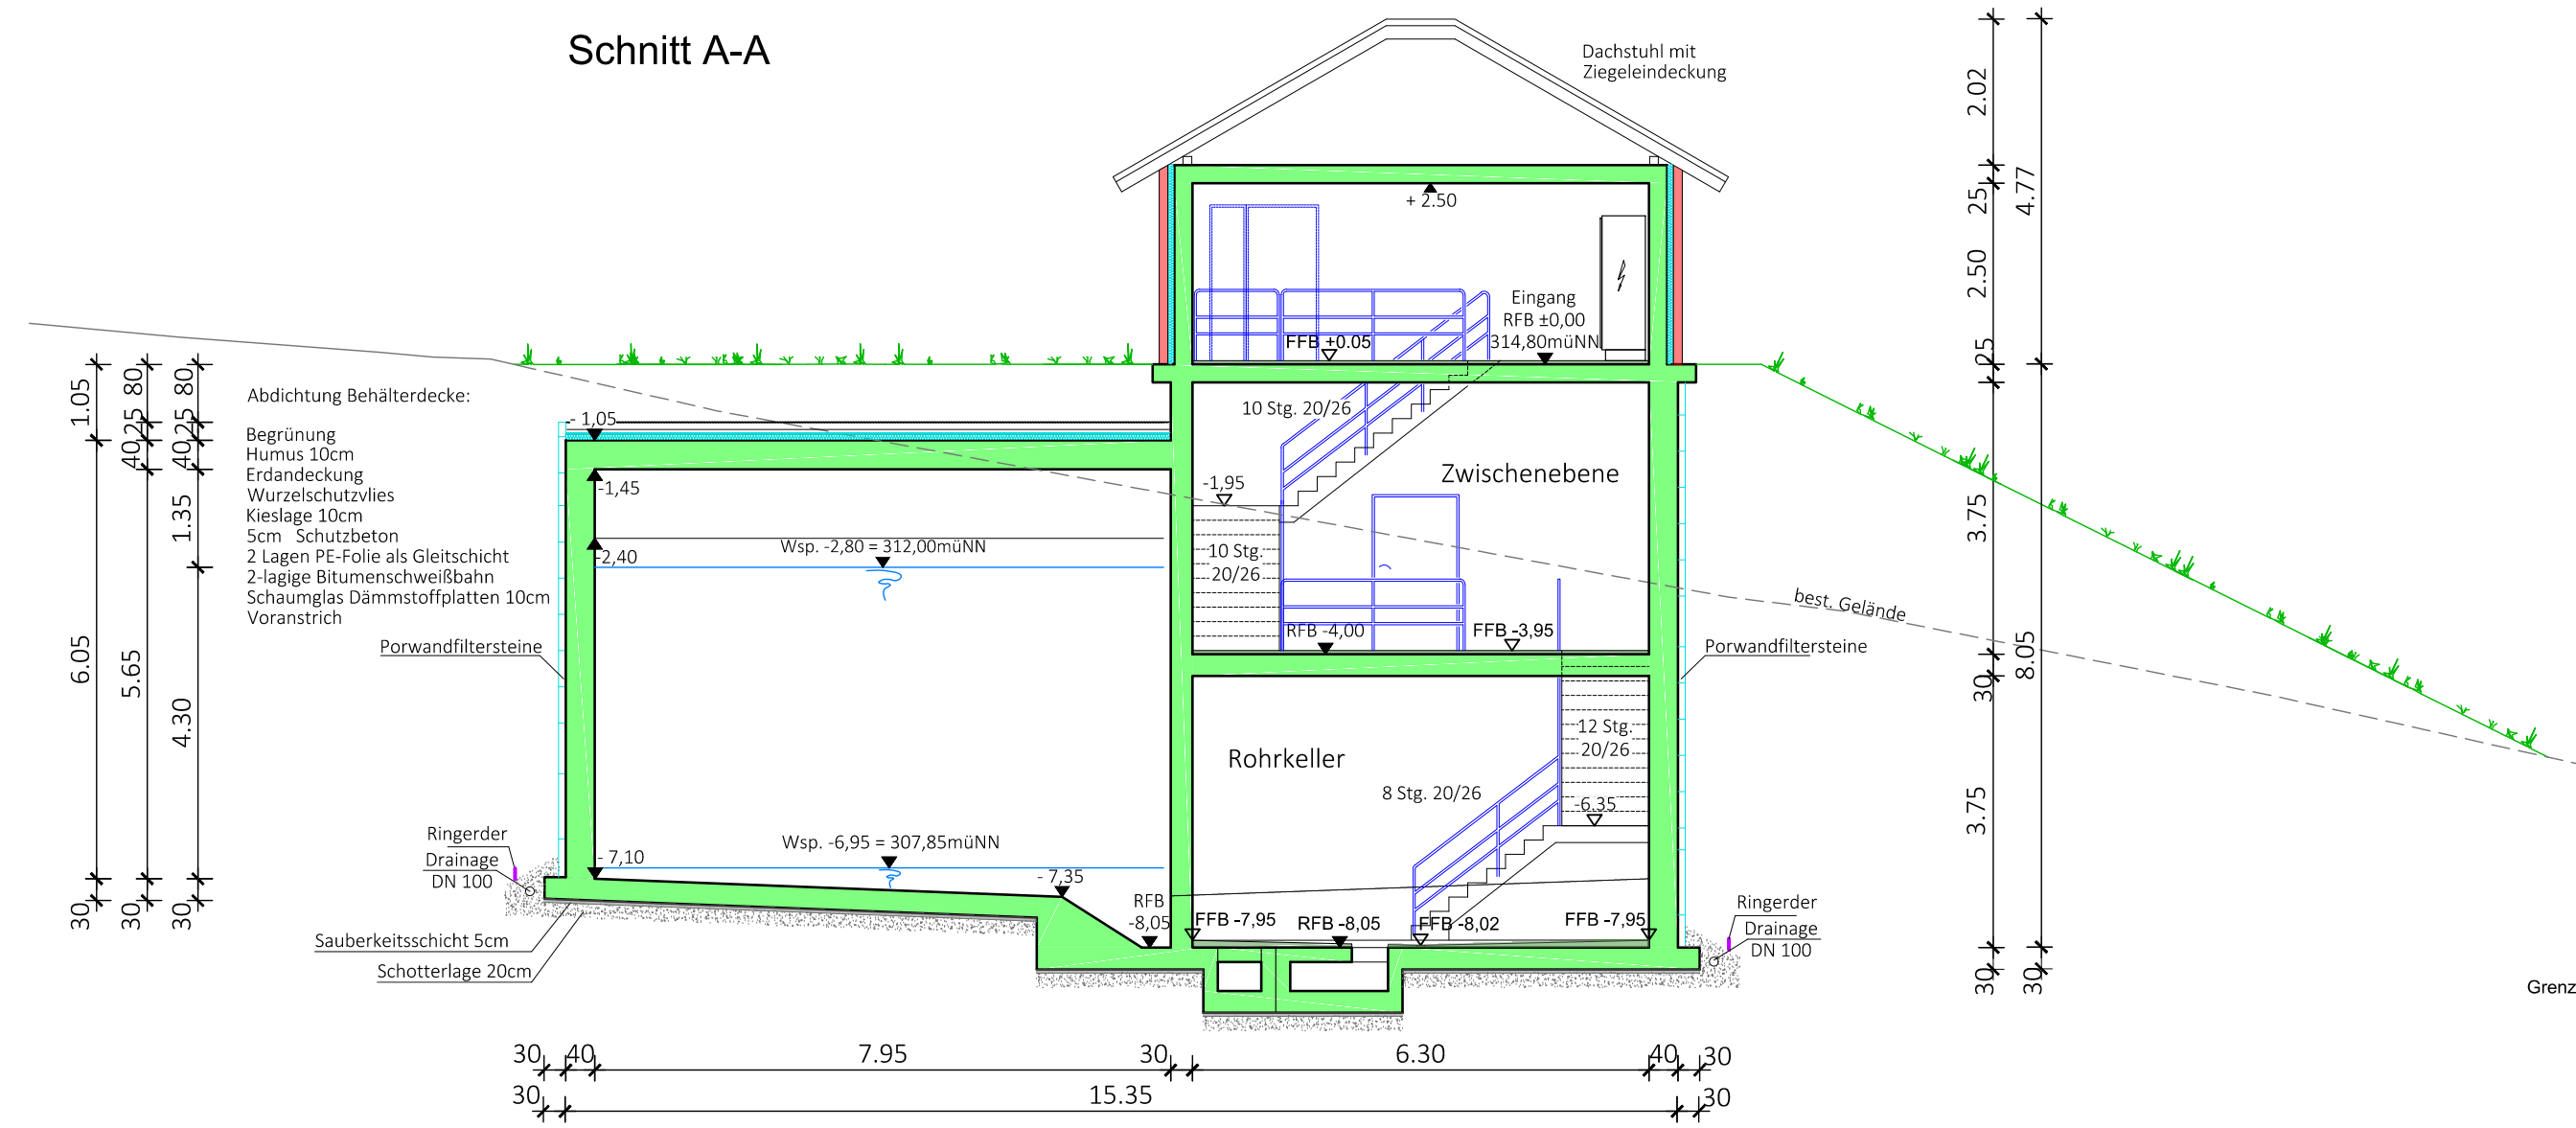 Schnitt A-A
Dachstuhl mit
Ziegeleindeckung
+ 2.50
Eingang
RFB ±0,00
314,80müNN
FFB +0.05
Abdichtung Behälterdecke:
Begrünung
Humus 10cm
Erdandeckung
Wurzelschutzvlies
Kieslage 10cm
5cm Schutzbeton
2 Lagen PE-Folie als Gleitschicht
2-lagige Bitumenschweißbahn
Schaumglas Dämmstoffplatten 10cm
Voranstrich
Porwandfiltersteine
- 1,05
-1,45
-2,40
Wsp. -2,80 = 312,00müNN
10 Stg. 20/26
Zwischenebene
-1,95
10 Stg.
20/26
RFB -4,00
FFB -3,95
best. Gelände
Porwandfiltersteine
Rohrkeller
12 Stg.
20/26
8 Stg. 20/26
-6.35
Wsp. -6,95 = 307,85müNN
- 7,10
- 7,35
RFB
-8,05
FFB -7,95
RFB -8,05
FFB -8,02
FFB -7,95
Ringerder
Drainage
DN 100
Sauberkeitsschicht 5cm
Schotterlage 20cm
Ringerder
Drainage
DN 100
Grenz
1.05
6.05
30
80
25
40
5.65
30
80
25
40
1.35
4.30
30
2.02
25
2.50
25
3.75
30
3.75
30
4.77
8.05
30
30 40 7.95 30 6.30 40 30
30 15.35 30